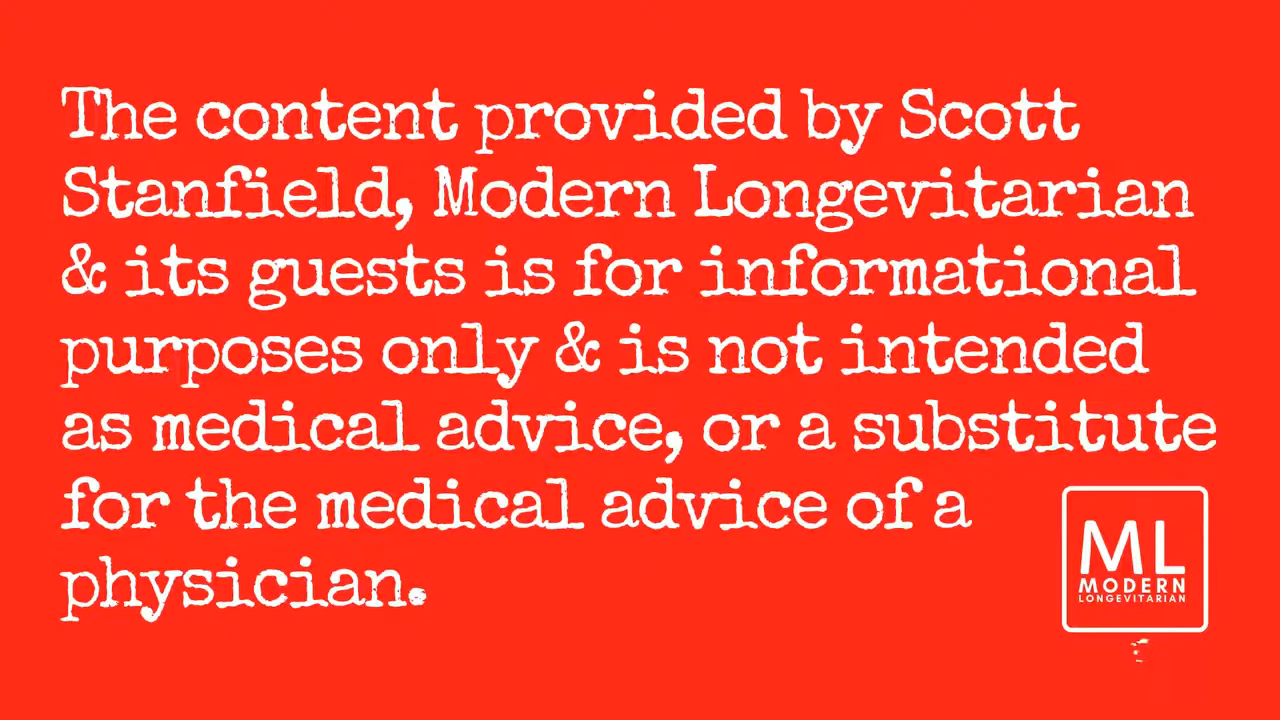 The content provided by Scott
Stanfield, Modern Longevitarian
& its guests is for informational
purposes only & is not intended
as medical advice, or a substitute
for the medical advice of a
physician.
ML
MODERN
LONGEVITARIAN